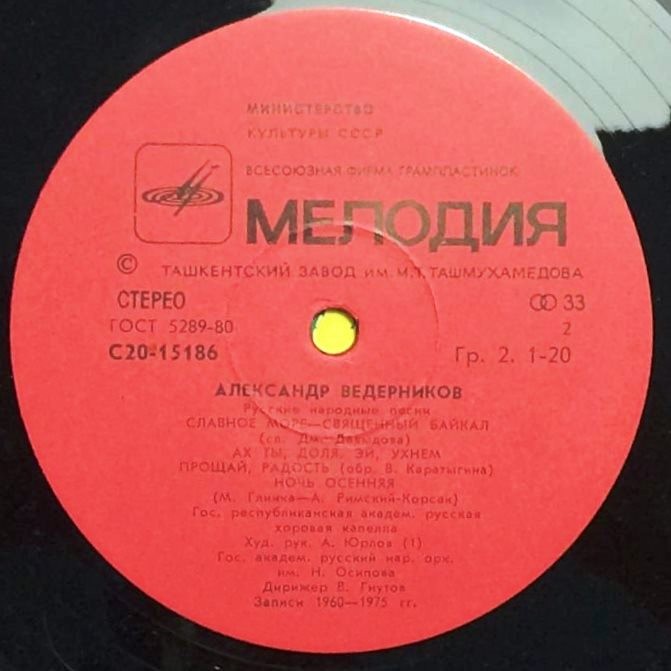 МИНИСТЕРСТВО
КУЛЬТУРЫ СССР
ВСЕСОЮЗНАЯ ФИРМА ГРАМПЛАСТИНОК
МЕЛОДИЯ
© ТАШКЕНТСКИЙ ЗАВОД ИМ. М.Т. ТАШМУХАМЕДОВА
СТЕРЕО 33
ГОСТ 5289-80 2
С20-15186 Гр. 2. 1-20
АЛЕКСАНДР ВЕДЕРНИКОВ
Русские народные песни
СЛАВНОЕ МОРЕ—СВЯЩЕННЫЙ БАЙКАЛ
(сл. Дм. Давыдова)
АХ ТЫ, ДОЛЯ. ЭЙ, УХНЕМ
ПРОЩАЙ, РАДОСТЬ (обр. В. Каратыгина)
НОЧЬ ОСЕННЯЯ
(М. Глинка—А. Римский-Корсак)
Гос. республиканская академ. русская
хоровая капелла
Худ. рук. А. Юрлов (1)
Гос. академ. русский нар. орк.
им. Н. Осипова
Дирижер В. Гнутов
Записи 1960—1975 гг.